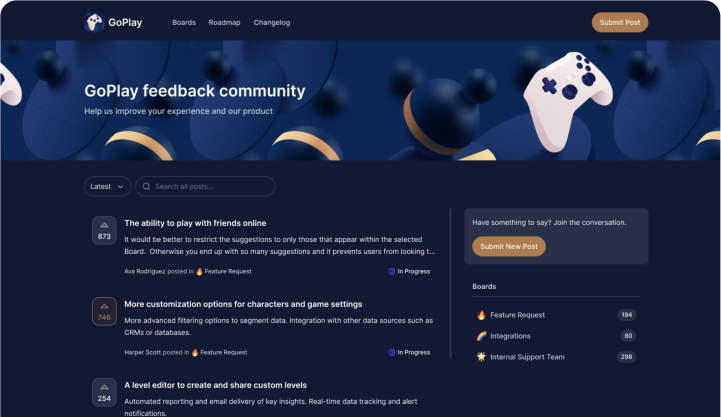 GoPlay
Boards Roadmap Changelog
Submit Post
GoPlay feedback community
Help us improve your experience and our product
Latest
Search all posts...
873
The ability to play with friends online
It would be better to restrict the suggestions to only those that appear within the selected
Board. Otherwise you end up with so many suggestions and it prevents users from looking t...
Ava Rodriguez posted in 🔥 Feature Request
In Progress
746
More customization options for characters and game settings
More advanced filtering options to segment data. Integration with other data sources such as
CRMs or databases.
Harper Scott posted in 🔥 Feature Request
In Progress
254
A level editor to create and share custom levels
Automated reporting and email delivery of key insights. Real-time data tracking and alert
notifications.
Have something to say? Join the conversation.
Submit New Post
Boards
🔥 Feature Request 194
🌈 Integrations 80
🌟 Internal Support Team 298